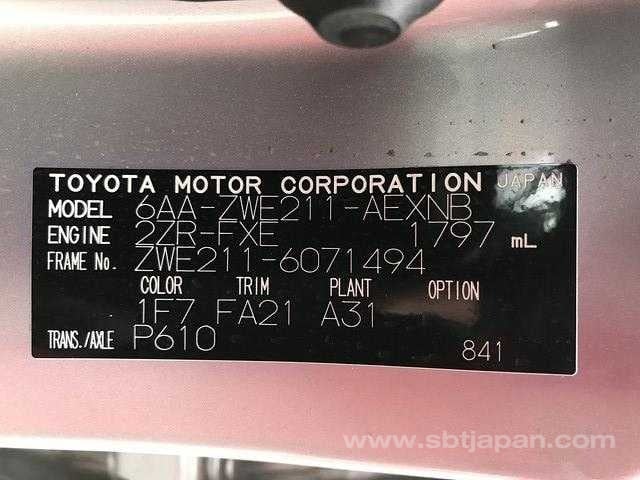 TOYOTA MOTOR CORPORATION JAPAN
MODEL 6AA-ZWE211-AEXNB
ENGINE 2ZR-FXE 1797 mL
FRAME No. ZWE211-6071494
COLOR TRIM PLANT OPTION
1F7 FA21 A31
TRANS./AXLE P610
841
www.sbtjapan.com